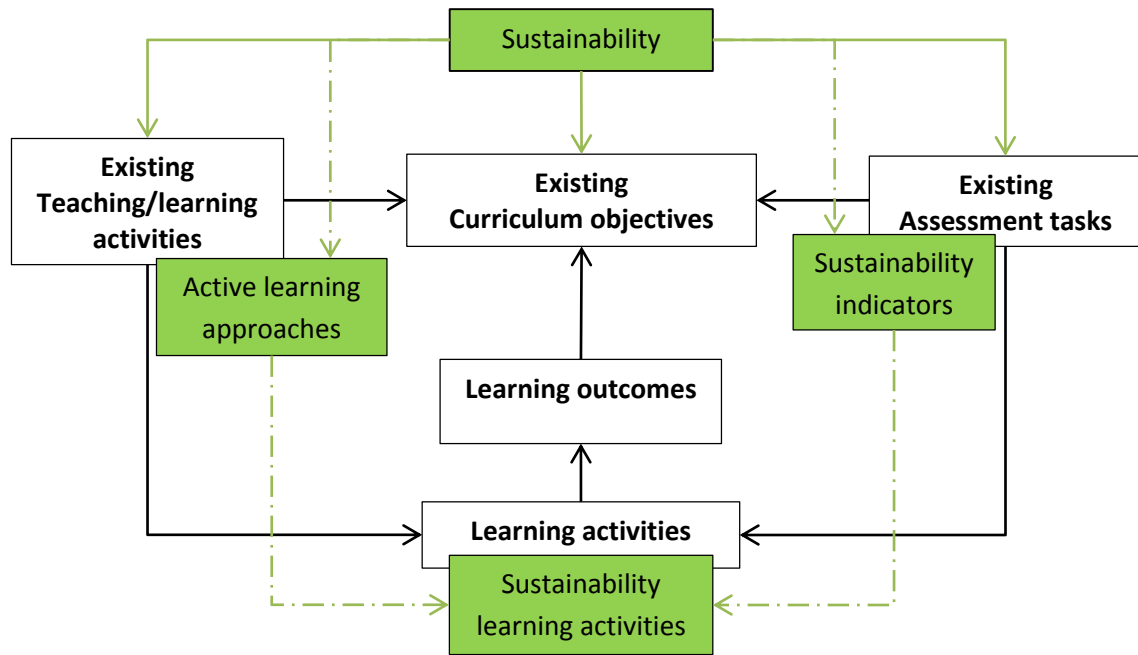 Sustainability
Existing
Teaching/learning
activities
Existing
Curriculum objectives
Existing
Assessment tasks
Active learning
approaches
Sustainability
indicators
Learning outcomes
Learning activities
Sustainability
learning activities